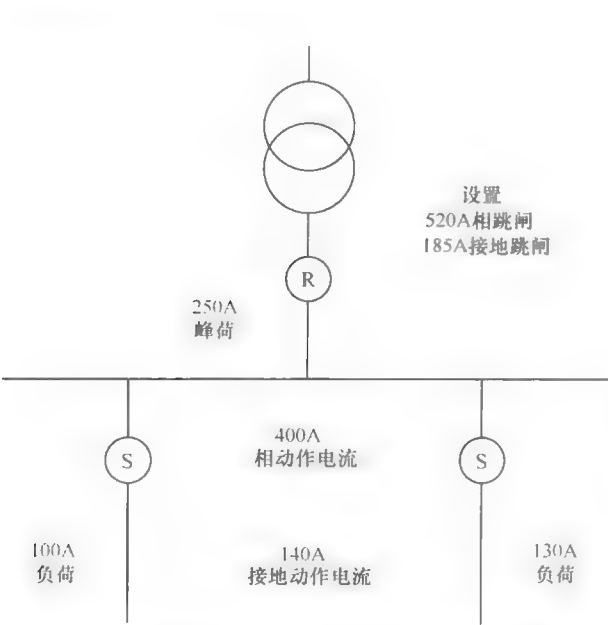 设置
520A相跳闸
185A接地跳闸
R
250A
峰荷
400A
相动作电流
S
S
100A
负荷
140A
接地动作电流
130A
负荷